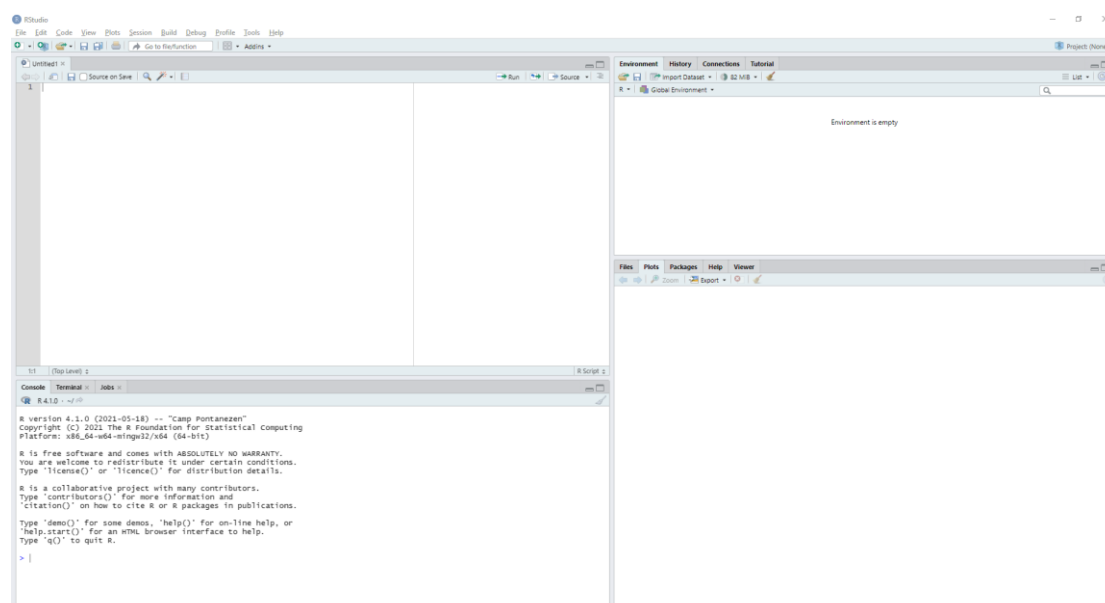 RStudio
File Edit Code View Plots Session Build Debug Profile Tools Help
Go to file/function Addins
Project: (None
Untitled1
Source on Save Run Source
1
1:1 (Top Level) R Script
Console Terminal Jobs
R 4.1.0 · ~/
R version 4.1.0 (2021-05-18) -- "Camp Pontanezen"
Copyright (C) 2021 The R Foundation for Statistical Computing
Platform: x86_64-w64-mingw32/x64 (64-bit)
R is free software and comes with ABSOLUTELY NO WARRANTY.
You are welcome to redistribute it under certain conditions.
Type 'license()' or 'licence()' for distribution details.
R is a collaborative project with many contributors.
Type 'contributors()' for more information and
'citation()' on how to cite R or R packages in publications.
Type 'demo()' for some demos, 'help()' for on-line help, or
'help.start()' for an HTML browser interface to help.
Type 'q()' to quit R.
>
Environment History Connections Tutorial
Import Dataset 82 MiB List
R Global Environment
Environment is empty
Files Plots Packages Help Viewer
Zoom Export